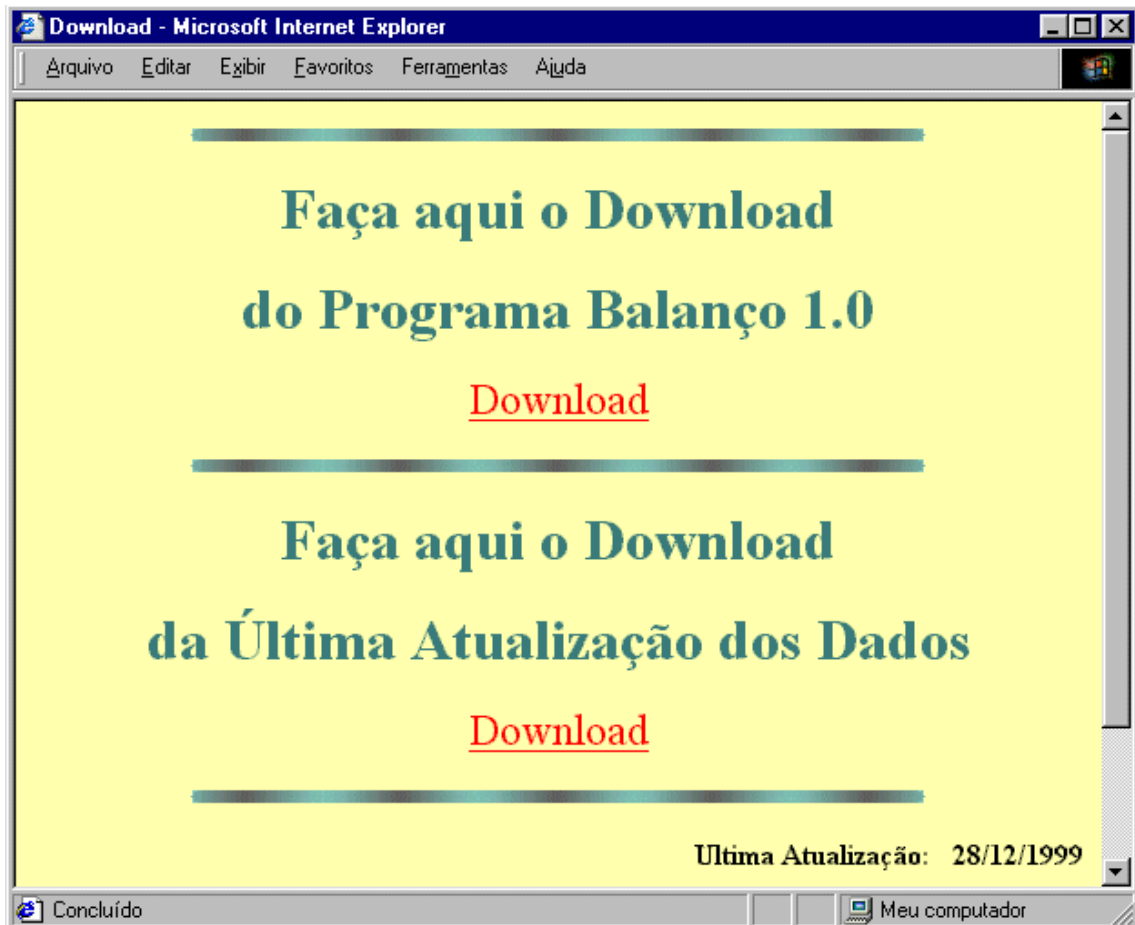 Download - Microsoft Internet Explorer
Arquivo Editar Exibir Favoritos Ferramentas Ajuda
Faça aqui o Download
do Programa Balanço 1.0
Download
Faça aqui o Download
da Última Atualização dos Dados
Download
Ultima Atualização: 28/12/1999
Concluído Meu computador